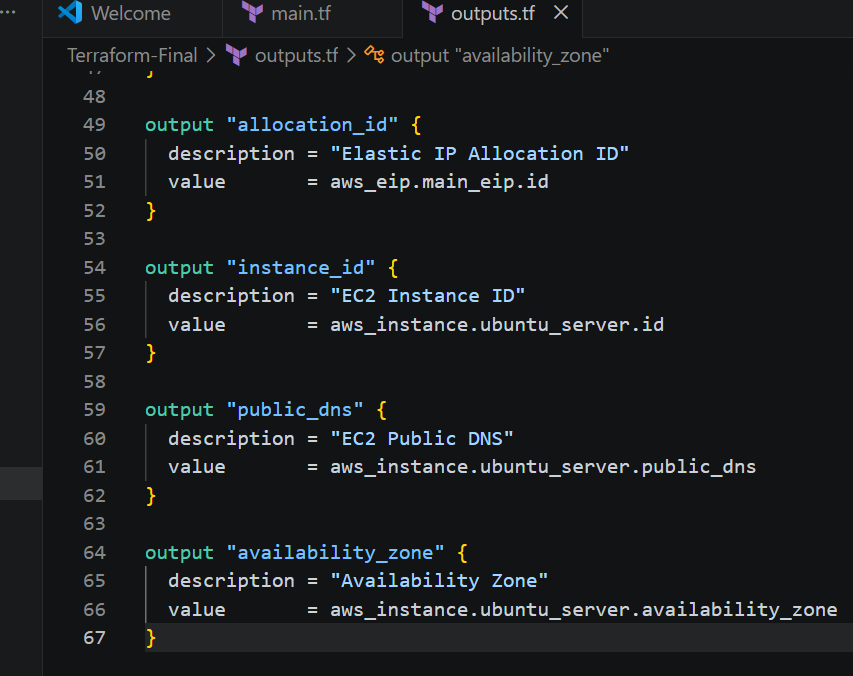 ··· Welcome main.tf outputs.tf ×
Terraform-Final > outputs.tf > output "availability_zone"
}
48
49 output "allocation_id" {
50   description = "Elastic IP Allocation ID"
51   value       = aws_eip.main_eip.id
52 }
53
54 output "instance_id" {
55   description = "EC2 Instance ID"
56   value       = aws_instance.ubuntu_server.id
57 }
58
59 output "public_dns" {
60   description = "EC2 Public DNS"
61   value       = aws_instance.ubuntu_server.public_dns
62 }
63
64 output "availability_zone" {
65   description = "Availability Zone"
66   value       = aws_instance.ubuntu_server.availability_zone
67 }